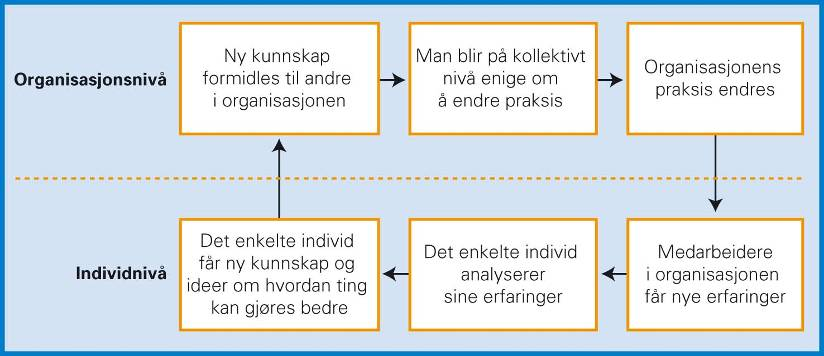 Organisasjonsnivå
Ny kunnskap
formidles til andre
i organisasjonen
Man blir på kollektivt
nivå enige om
å endre praksis
Organisasjonens
praksis endres
Individnivå
Det enkelte individ
får ny kunnskap og
ideer om hvordan ting
kan gjøres bedre
Det enkelte individ
analyserer
sine erfaringer
Medarbeidere
i organisasjonen
får nye erfaringer